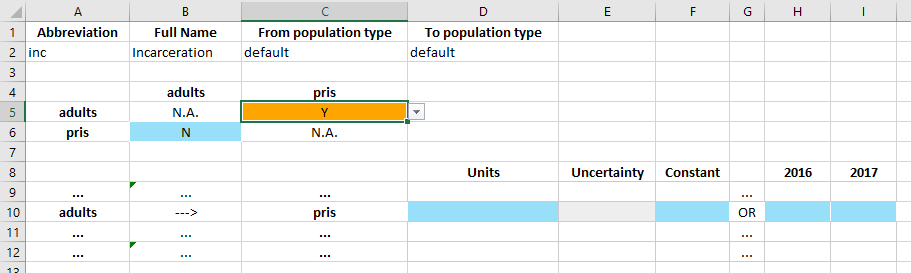 A B C D E F G H I
1 Abbreviation Full Name From population type To population type
2 inc Incarceration default default
3
4 adults pris
5 adults N.A. Y
6 pris N N.A.
7
8 Units Uncertainty Constant 2016 2017
9 ... ... ... ...
10 adults ---> pris OR
11 ... ... ... ...
12 ... ... ... ...
13